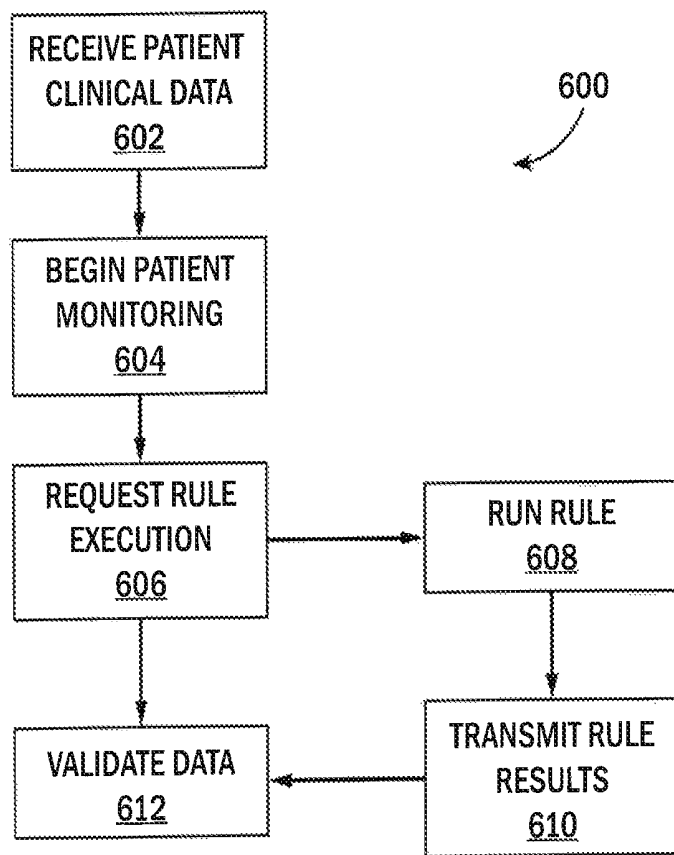 RECEIVE PATIENT
CLINICAL DATA
602
600
BEGIN PATIENT
MONITORING
604
REQUEST RULE
EXECUTION
606
RUN RULE
608
VALIDATE DATA
612
TRANSMIT RULE
RESULTS
610